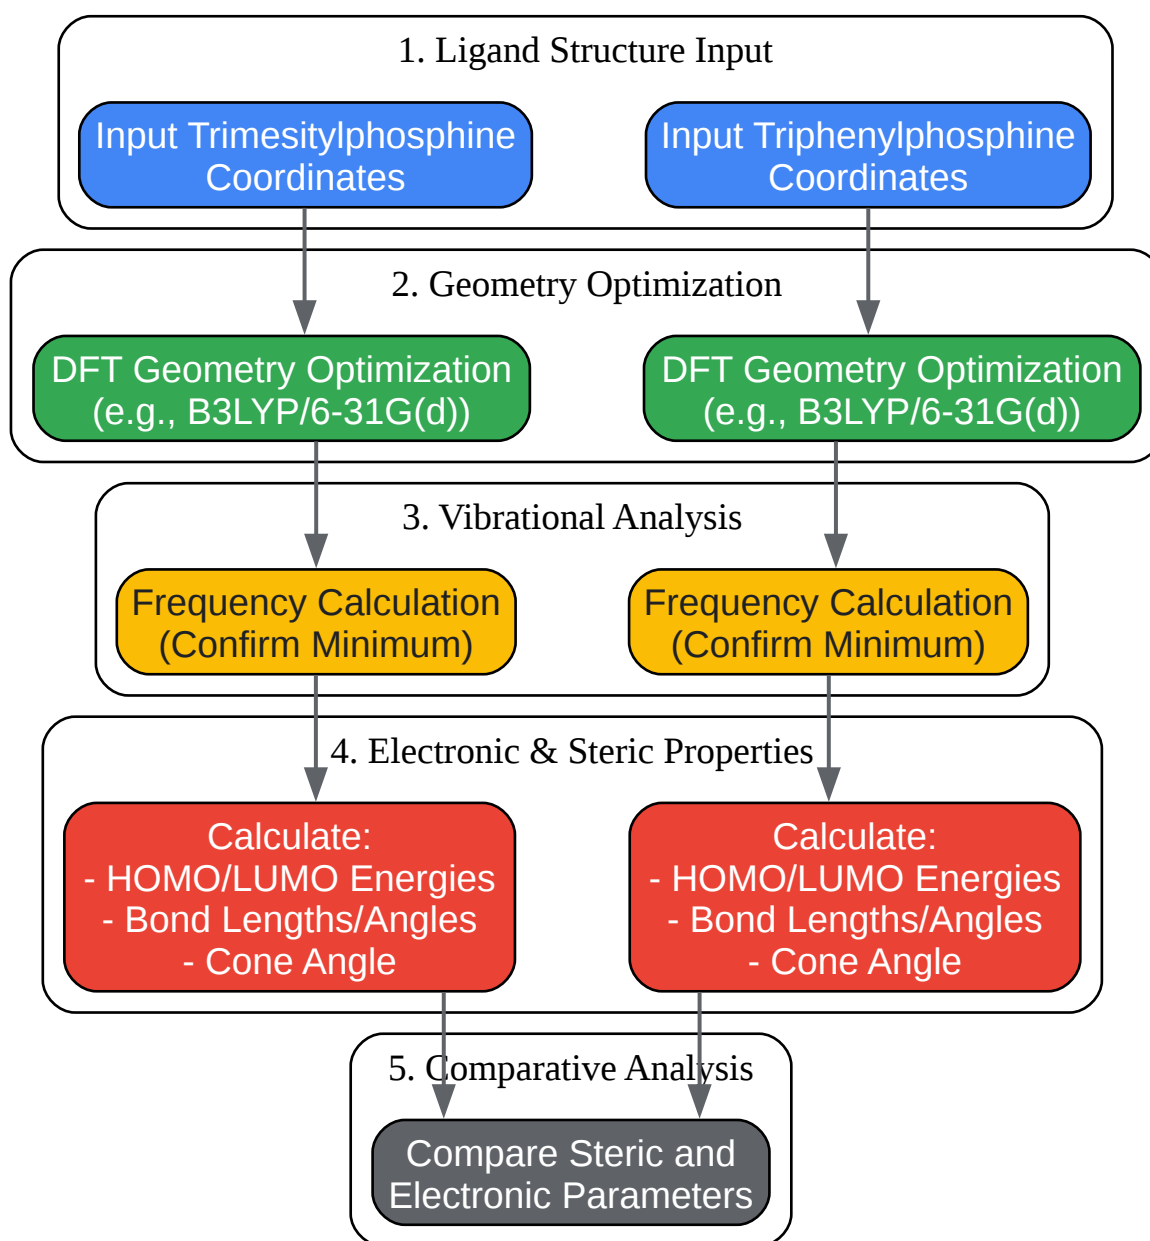 1. Ligand Structure Input
Input Trimesitylphosphine
Coordinates
Input Triphenylphosphine
Coordinates
2. Geometry Optimization
DFT Geometry Optimization
(e.g., B3LYP/6-31G(d))
DFT Geometry Optimization
(e.g., B3LYP/6-31G(d))
3. Vibrational Analysis
Frequency Calculation
(Confirm Minimum)
Frequency Calculation
(Confirm Minimum)
4. Electronic & Steric Properties
Calculate:
- HOMO/LUMO Energies
- Bond Lengths/Angles
- Cone Angle
Calculate:
- HOMO/LUMO Energies
- Bond Lengths/Angles
- Cone Angle
5. Comparative Analysis
Compare Steric and
Electronic Parameters